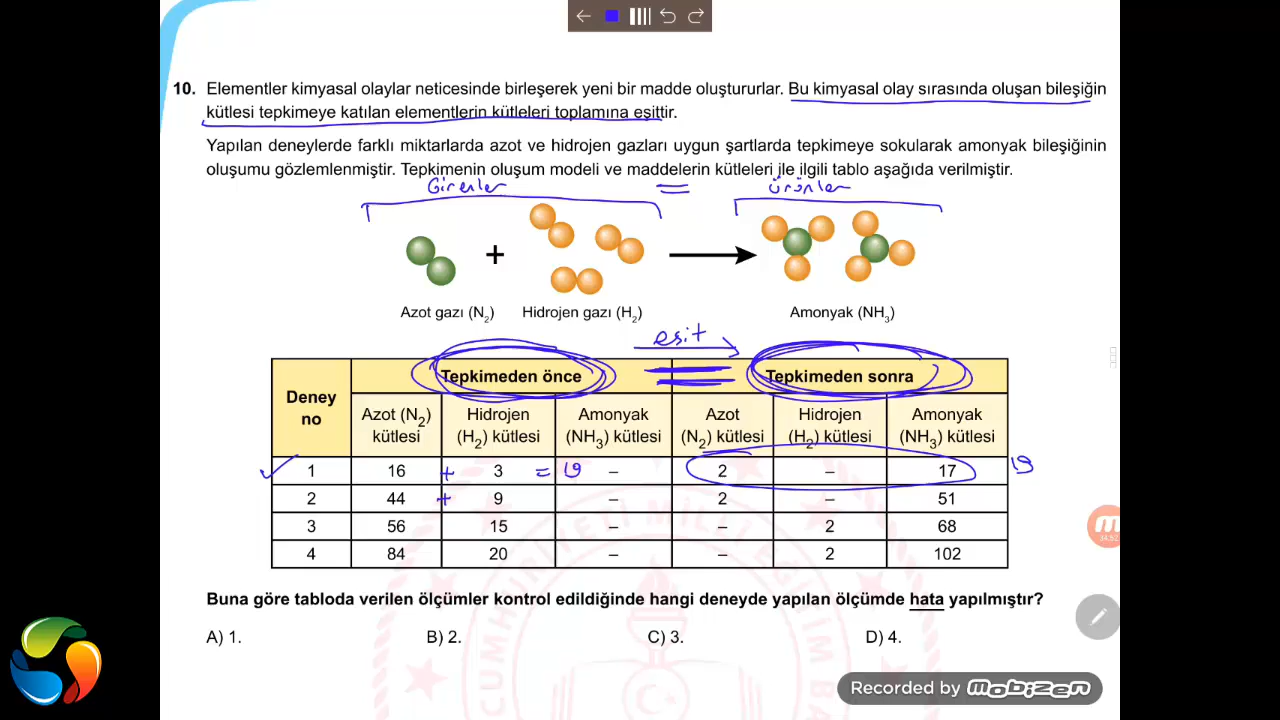 10. Elementler kimyasal olaylar neticesinde birleşerek yeni bir madde oluştururlar. Bu kimyasal olay sırasında oluşan bileşiğin
kütlesi tepkimeye katılan elementlerin kütleleri toplamına eşittir.
Yapılan deneylerde farklı miktarlarda azot ve hidrojen gazları uygun şartlarda tepkimeye sokularak amonyak bileşiğinin
oluşumu gözlemlenmiştir. Tepkimenin oluşum modeli ve maddelerin kütleleri ile ilgili tablo aşağıda verilmiştir.
Girenler = Ürünler
+
Azot gazı (N2) Hidrojen gazı (H2) Amonyak (NH3)
eşit
Deney no Tepkimeden önce = Tepkimeden sonra
Azot (N2) kütlesi Hidrojen (H2) kütlesi Amonyak (NH3) kütlesi Azot (N2) kütlesi Hidrojen (H2) kütlesi Amonyak (NH3) kütlesi
1 16 + 3 = 19 – 2 – 17 19
2 44 + 9 – 2 – 51
3 56 15 – – 2 68
4 84 20 – – 2 102
Buna göre tabloda verilen ölçümler kontrol edildiğinde hangi deneyde yapılan ölçümde hata yapılmıştır?
A) 1. B) 2. C) 3. D) 4.
Recorded by mobizen